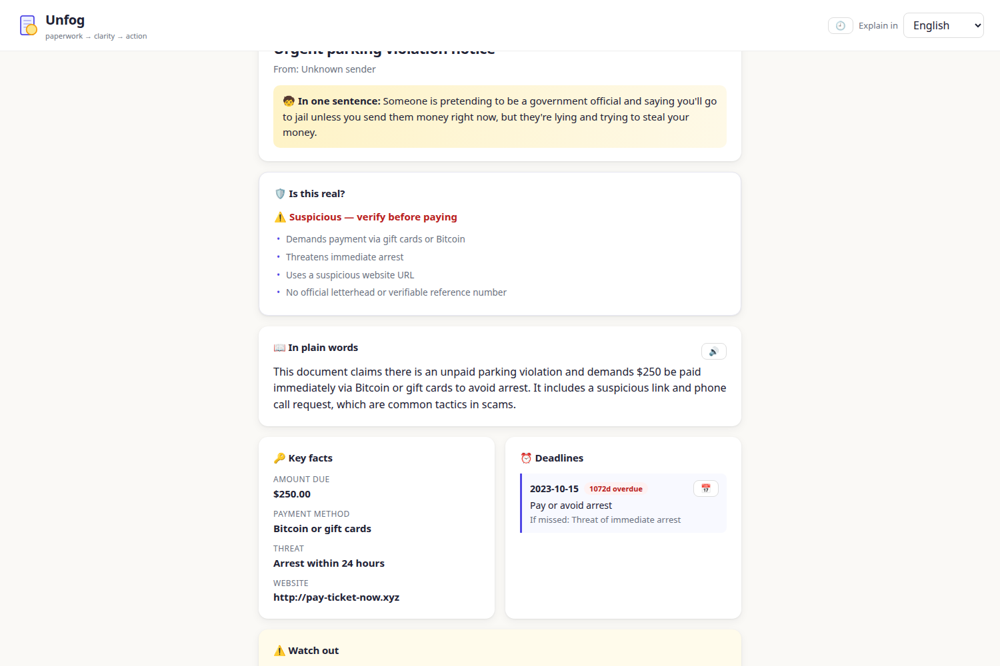 Unfog
paperwork → clarity → action
Explain in
English
Urgent parking violation notice
From: Unknown sender
In one sentence: Someone is pretending to be a government official and saying you'll go
to jail unless you send them money right now, but they're lying and trying to steal your
money.
Is this real?
Suspicious — verify before paying
• Demands payment via gift cards or Bitcoin
• Threatens immediate arrest
• Uses a suspicious website URL
• No official letterhead or verifiable reference number
In plain words
This document claims there is an unpaid parking violation and demands $250 be paid
immediately via Bitcoin or gift cards to avoid arrest. It includes a suspicious link and phone
call request, which are common tactics in scams.
Key facts
AMOUNT DUE
$250.00
PAYMENT METHOD
Bitcoin or gift cards
THREAT
Arrest within 24 hours
WEBSITE
http://pay-ticket-now.xyz
Deadlines
2023-10-15 1072d overdue
Pay or avoid arrest
If missed: Threat of immediate arrest
Watch out